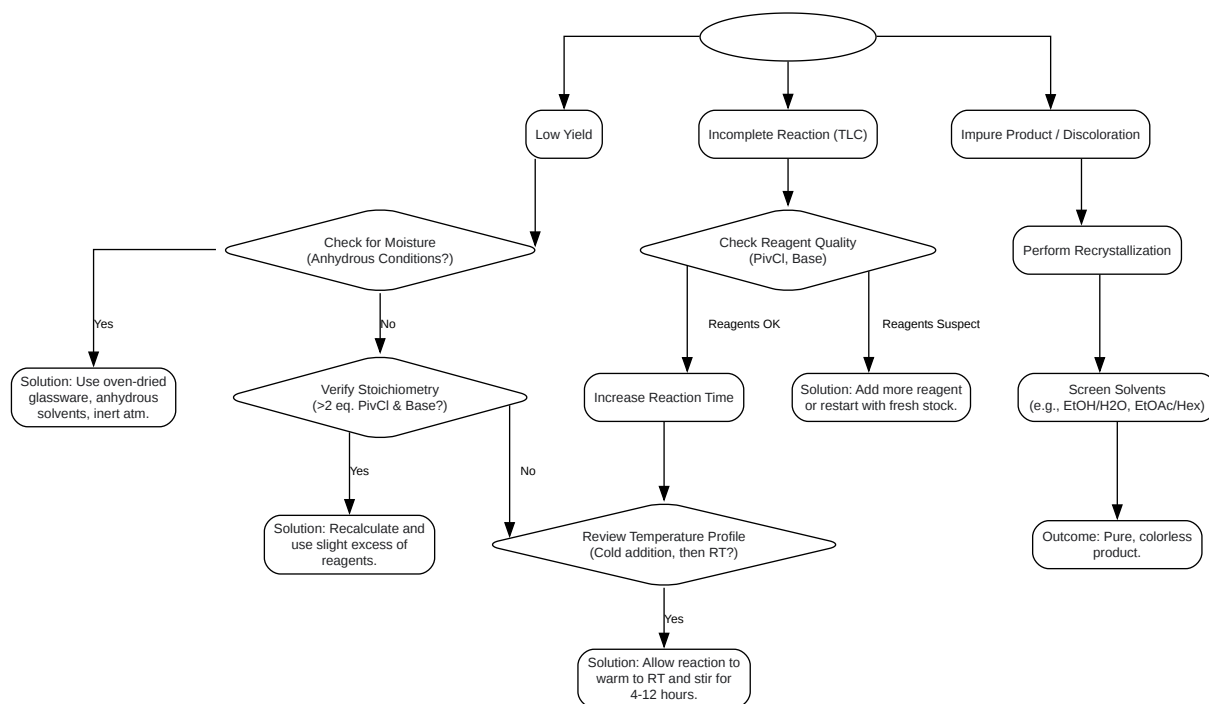 Low Yield
Incomplete Reaction (TLC)
Impure Product / Discoloration
Check for Moisture
(Anhydrous Conditions?)
Check Reagent Quality
(PivCl, Base)
Perform Recrystallization
Yes
No
Reagents OK
Reagents Suspect
Solution: Use oven-dried
glassware, anhydrous
solvents, inert atm.
Verify Stoichiometry
(>2 eq. PivCl & Base?)
Increase Reaction Time
Solution: Add more reagent
or restart with fresh stock.
Screen Solvents
(e.g., EtOH/H2O, EtOAc/Hex)
Yes
No
Solution: Recalculate and
use slight excess of
reagents.
Review Temperature Profile
(Cold addition, then RT?)
Outcome: Pure, colorless
product.
Yes
Solution: Allow reaction to
warm to RT and stir for
4-12 hours.